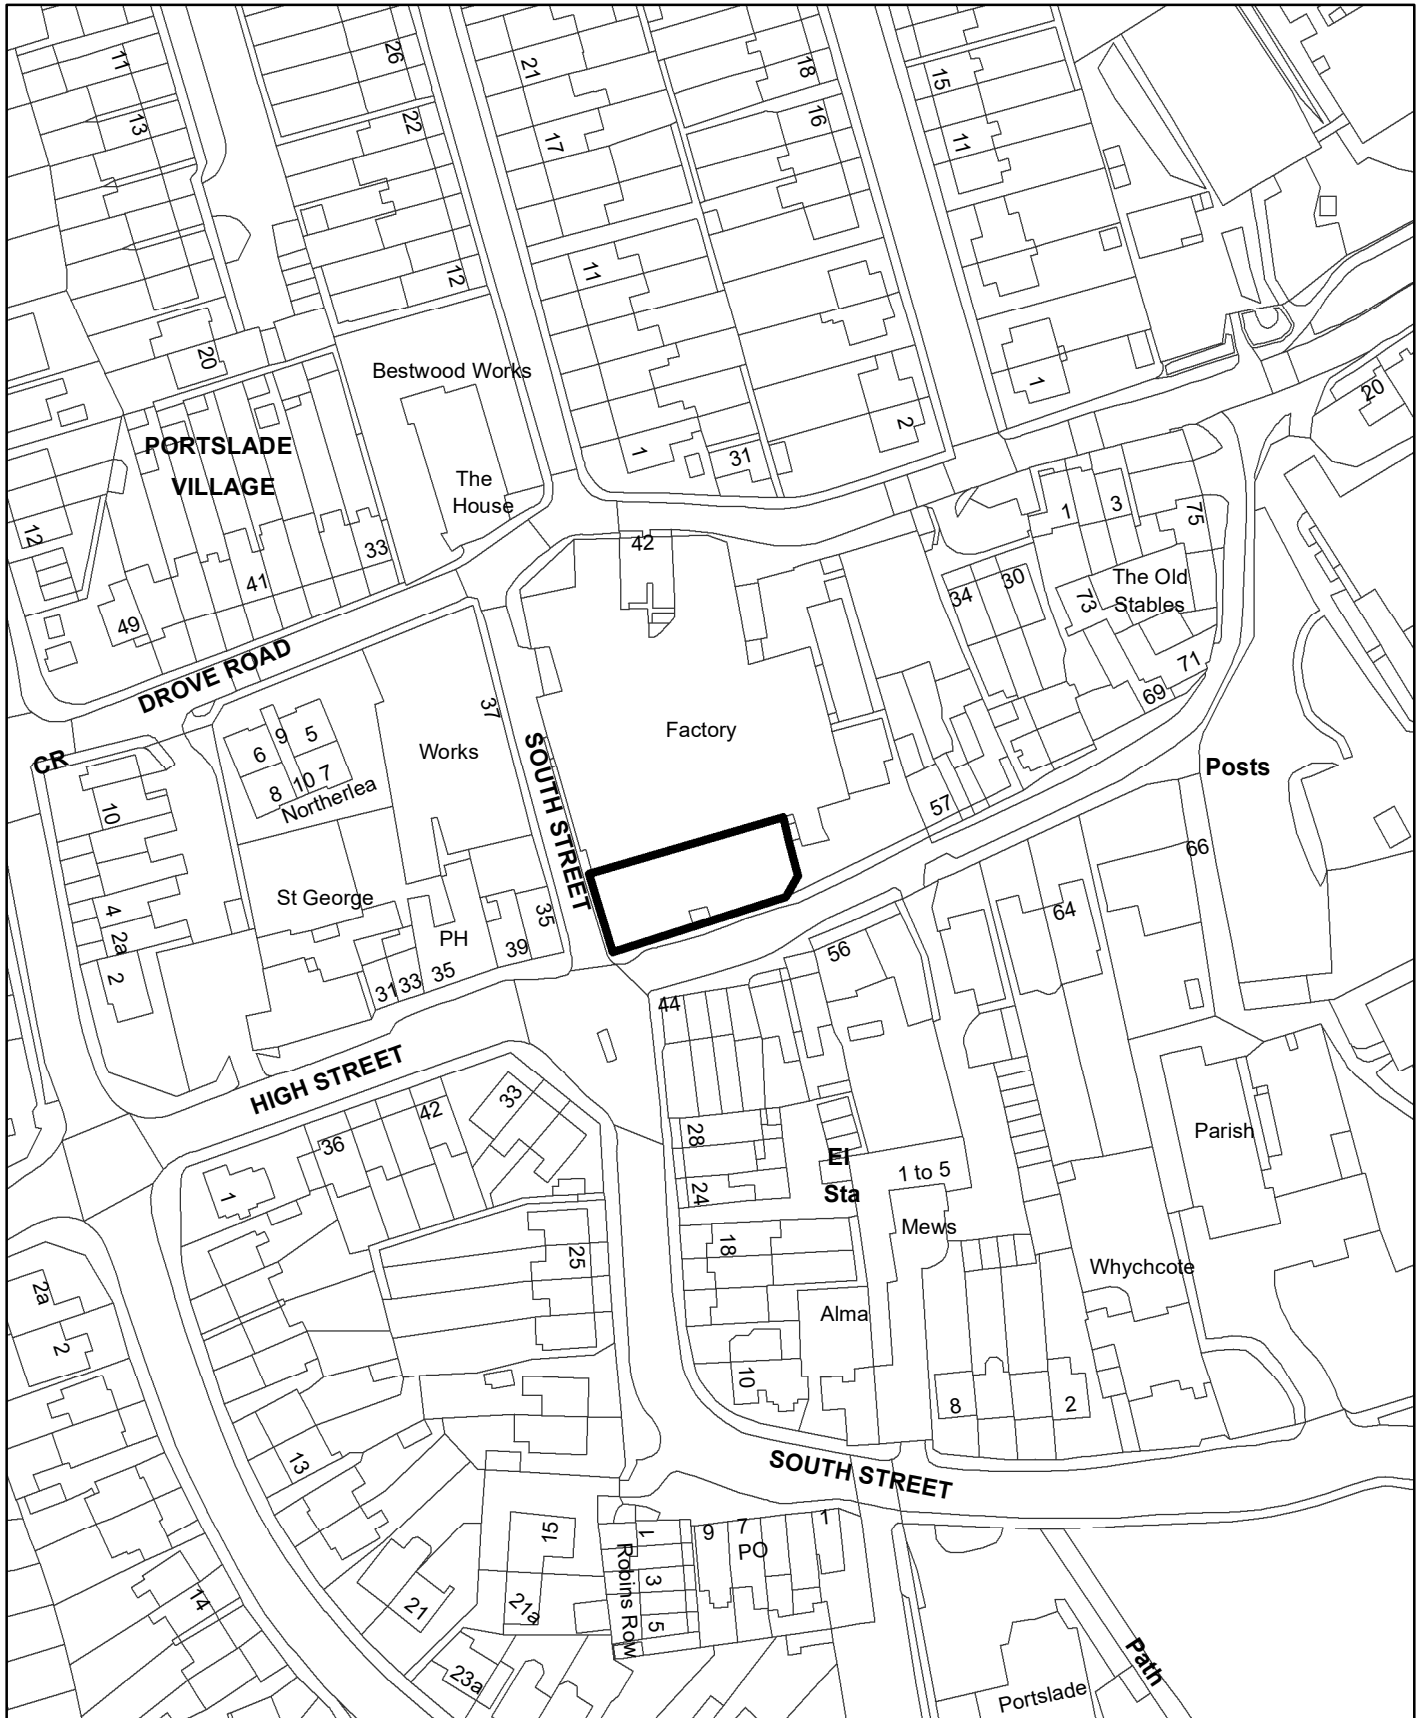 11
13
26
22
21
17
18
16
15
11
12
11
20
Bestwood Works
1
20
PORTSLADE
VILLAGE
2
1
31
The
House
12
33
42
1
3
75
41
34
30
73
The Old
Stables
49
71
DROVE ROAD
69
37
6
9
5
8
10
7
Northerlea
Works
SOUTH STREET
Factory
Posts
CR
57
10
66
St George
4
2a
2
PH
35
39
31
33
35
64
56
44
HIGH STREET
36
42
33
28
24
El
Sta
1 to 5
Mews
Parish
1
25
18
Whychcote
2a
2
Alma
10
8
2
13
SOUTH STREET
15
Robins Row
1
3
5
9
7
PO
1
14
21
21a
23a
Portslade
Path